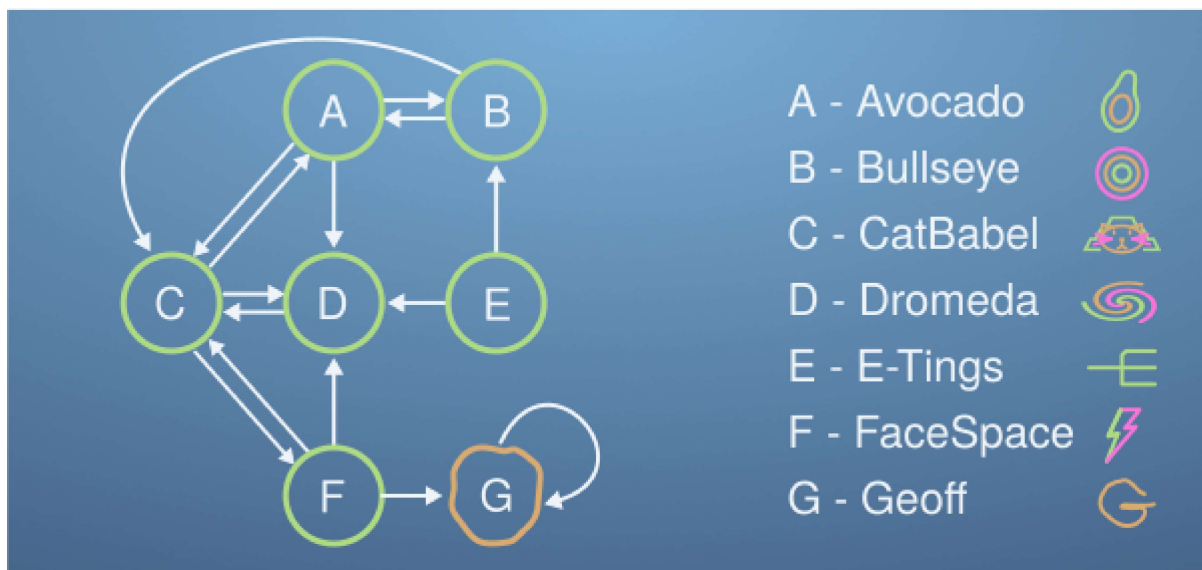 A
B
C
D
E
F
G
A - Avocado
B - Bullseye
C - CatBabel
D - Dromeda
E - E-Tings
F - FaceSpace
G - Geoff